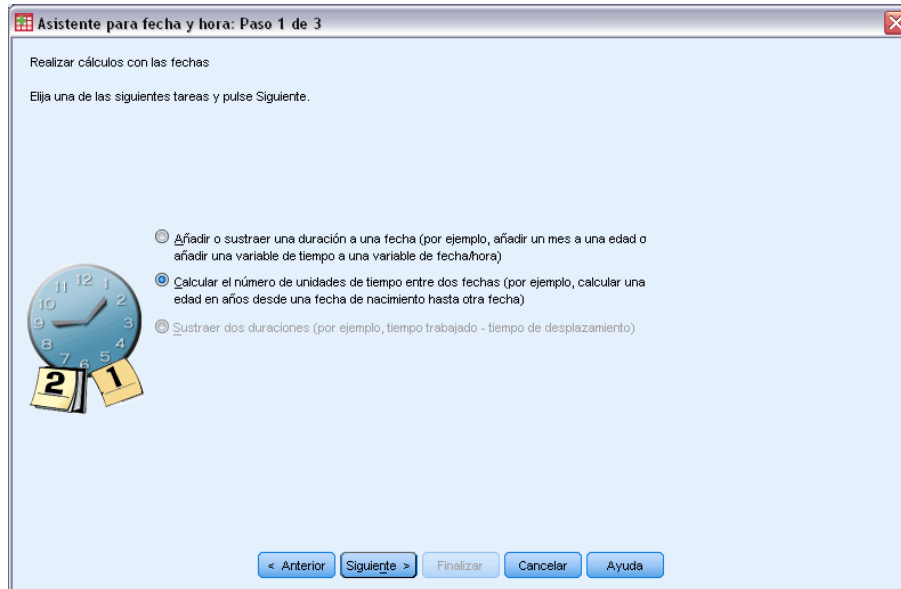 Asistente para fecha y hora: Paso 1 de 3
Realizar cálculos con las fechas
Elija una de las siguientes tareas y pulse Siguiente.
Añadir o sustraer una duración a una fecha (por ejemplo, añadir un mes a una edad o
añadir una variable de tiempo a una variable de fecha/hora)
Calcular el número de unidades de tiempo entre dos fechas (por ejemplo, calcular una
edad en años desde una fecha de nacimiento hasta otra fecha)
Sustraer dos duraciones (por ejemplo, tiempo trabajado - tiempo de desplazamiento)
11 12 1
10 2
9 3
8 4
7 6 5
2 1
< Anterior Siguiente > Finalizar Cancelar Ayuda